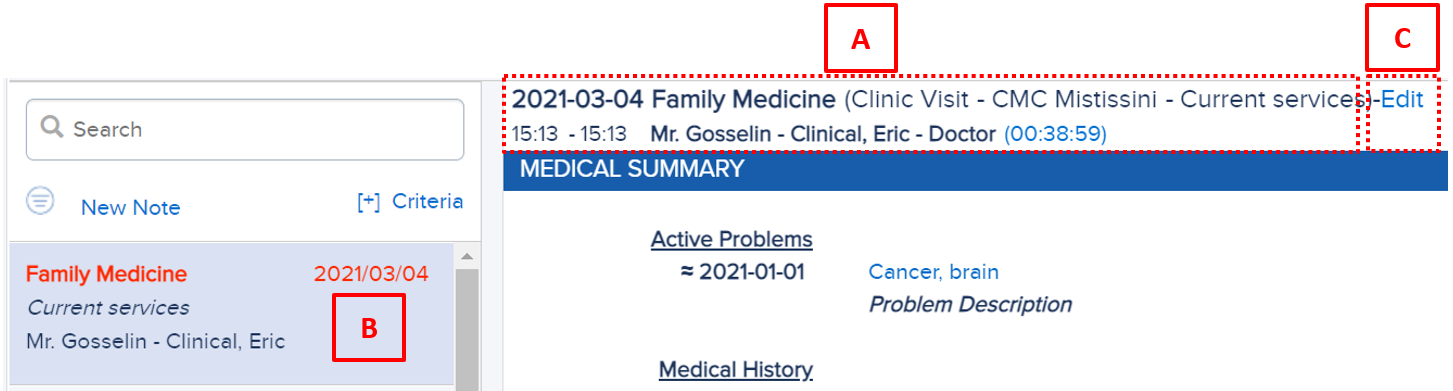 A
C
Search
New Note
[+] Criteria
Family Medicine 2021/03/04
Current services
Mr. Gosselin - Clinical, Eric
B
2021-03-04 Family Medicine (Clinic Visit - CMC Mistissini - Current services)-Edit
15:13 - 15:13 Mr. Gosselin - Clinical, Eric - Doctor (00:38:59)
MEDICAL SUMMARY
Active Problems
≈ 2021-01-01 Cancer, brain
Problem Description
Medical History